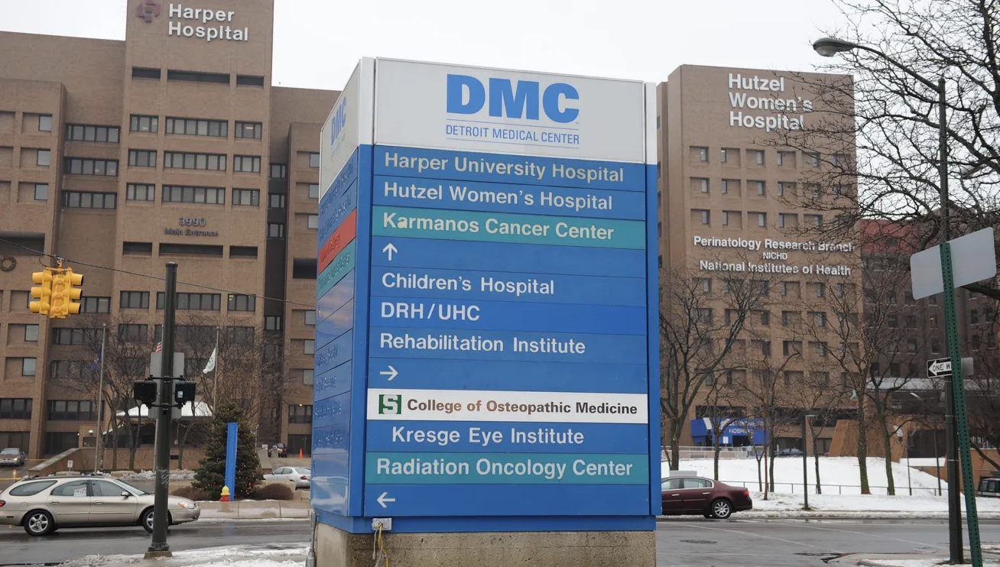 Harper
Hospital
3990
Main Entrance
DMC
DMC
DETROIT MEDICAL CENTER
Harper University Hospital
Hutzel Women's Hospital
Karmanos Cancer Center
↑
Children's Hospital
DRH/UHC
Rehabilitation Institute
→
S College of Osteopathic Medicine
Kresge Eye Institute
Radiation Oncology Center
←
Hutzel
Women's
Hospital
Perinatology Research Branch
NICHD
National Institutes of Health
ONE W